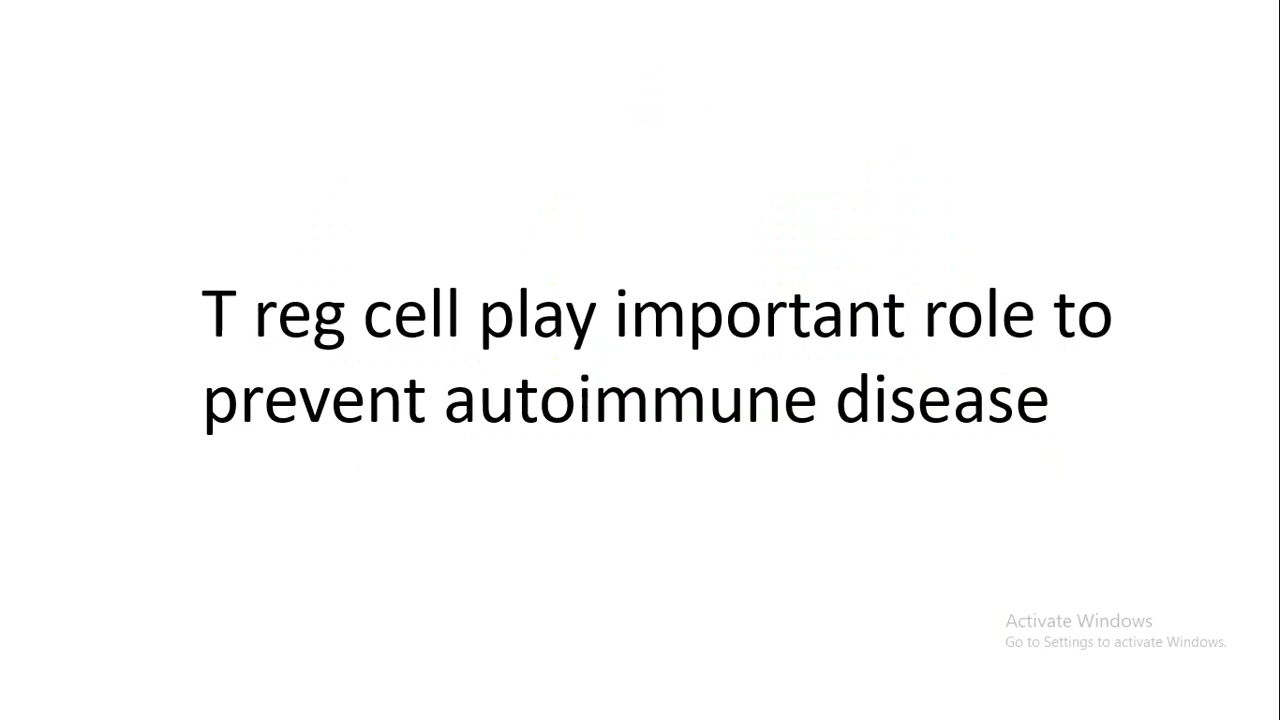 T reg cell play important role to
prevent autoimmune disease
Activate Windows
Go to Settings to activate Windows.